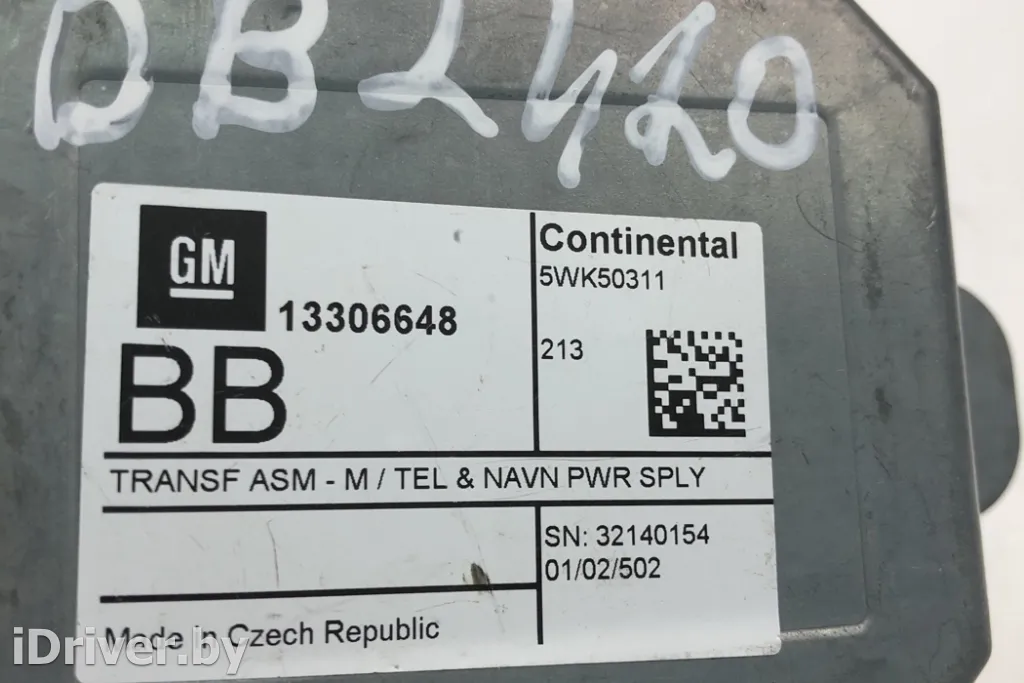 DB2420
GM
13306648
BB
Continental
5WK50311
213
TRANSF ASM - M / TEL & NAVN PWR SPLY
SN: 32140154
01/02/502
Made in Czech Republic
iDriver.by